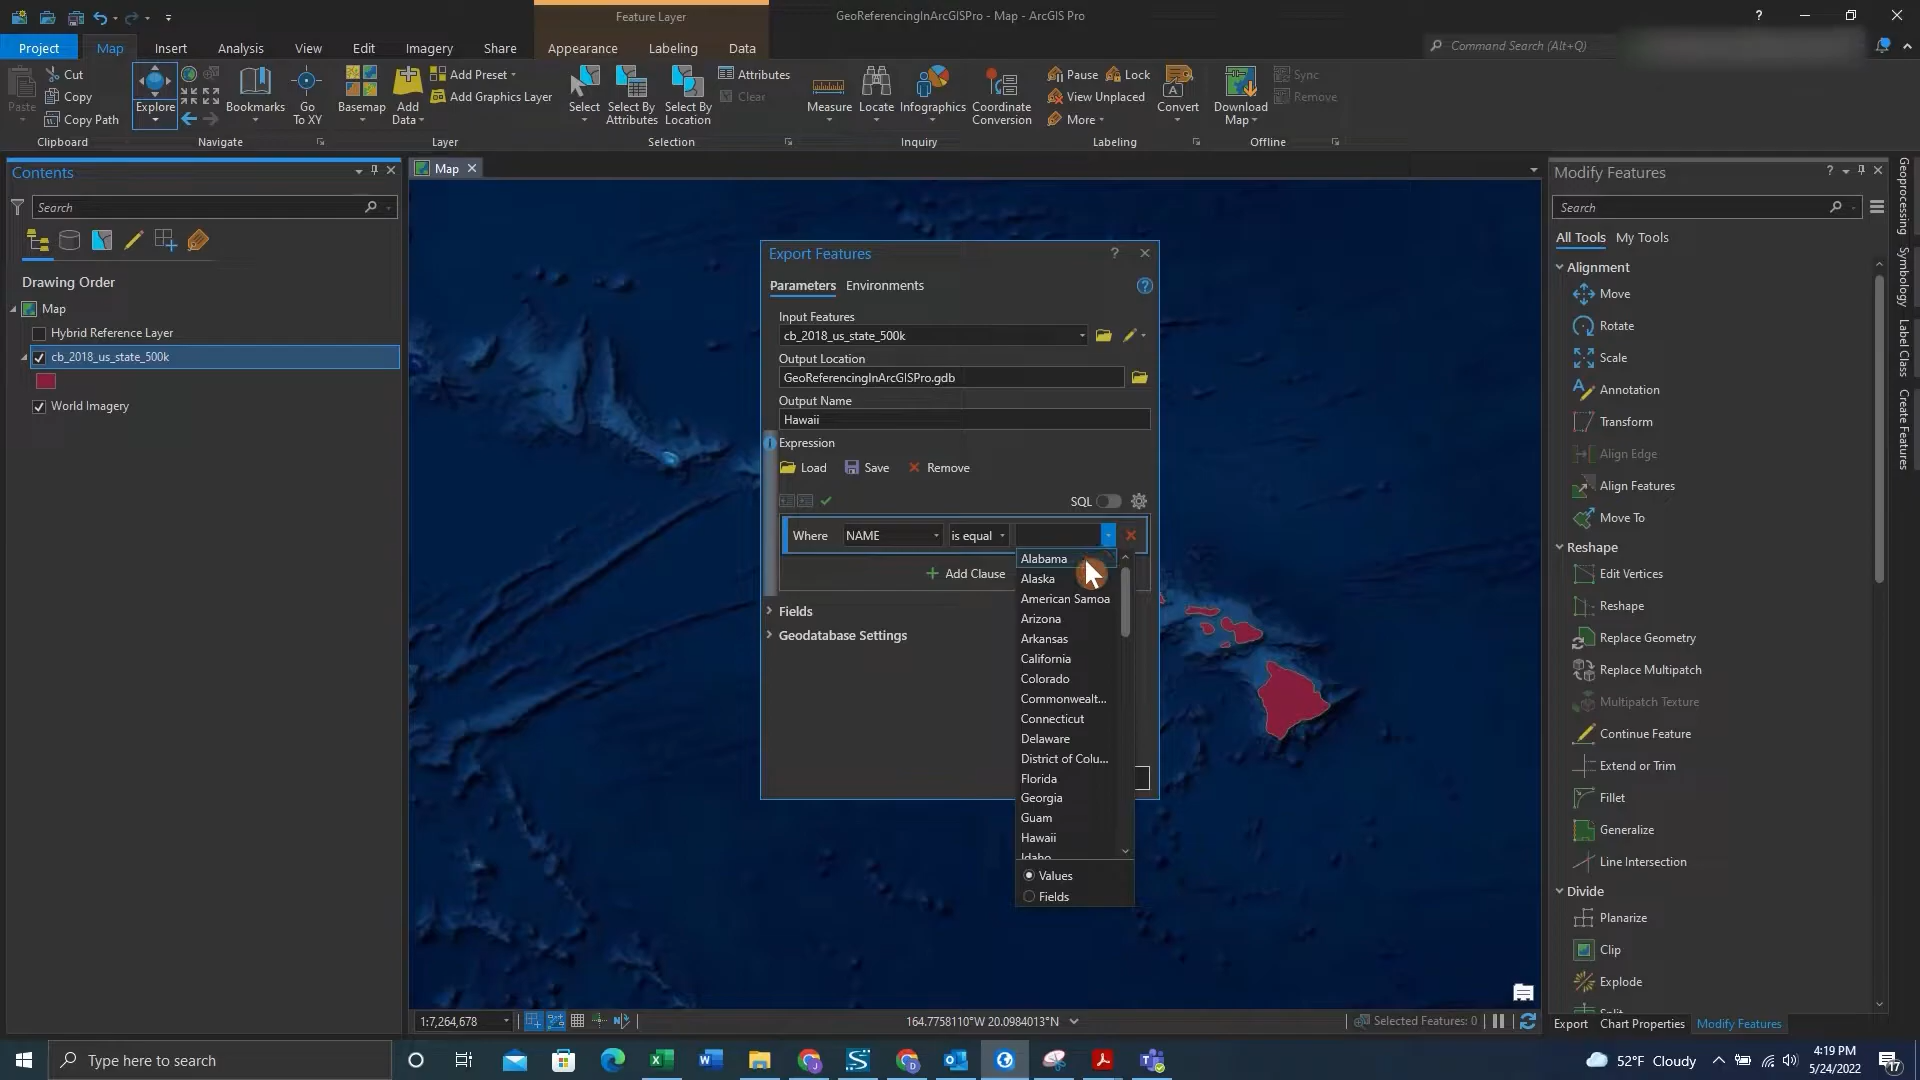 Feature Layer
GeoReferencingInArcGISPro - Map - ArcGIS Pro
?
Project
Map
Insert
Analysis
View
Edit
Imagery
Share
Appearance
Labeling
Data
Command Search (Alt+Q)
Paste
Cut
Copy
Copy Path
Clipboard
Explore
Bookmarks
Go To XY
Navigate
Basemap
Add Data
Add Preset
Add Graphics Layer
Layer
Select
Select By Attributes
Select By Location
Attributes
Clear
Selection
Measure
Locate
Infographics
Coordinate Conversion
Inquiry
Pause
Lock
View Unplaced
More
Convert
Labeling
Download Map
Sync
Remove
Offline
Contents
Search
Drawing Order
Map
Hybrid Reference Layer
cb_2018_us_state_500k
World Imagery
Map
Export Features
?
Parameters
Environments
Input Features
cb_2018_us_state_500k
Output Location
GeoReferencingInArcGISPro.gdb
Output Name
Hawaii
Expression
Load
Save
Remove
SQL
Where
NAME
is equal
Add Clause
Fields
Geodatabase Settings
Alabama
Alaska
American Samoa
Arizona
Arkansas
California
Colorado
Commonwealt...
Connecticut
Delaware
District of Colu...
Florida
Georgia
Guam
Hawaii
Idaho
Values
Fields
1:7,264,678
164.7758110°W 20.0984013°N
Selected Features: 0
Modify Features
?
Search
All Tools
My Tools
Alignment
Move
Rotate
Scale
Annotation
Transform
Align Edge
Align Features
Move To
Reshape
Edit Vertices
Reshape
Replace Geometry
Replace Multipatch
Multipatch Texture
Continue Feature
Extend or Trim
Fillet
Generalize
Line Intersection
Divide
Planarize
Clip
Explode
Split
Export
Chart Properties
Modify Features
Geoprocessing
Symbology
Label Class
Create Features
Type here to search
52°F Cloudy
4:19 PM
5/24/2022
17